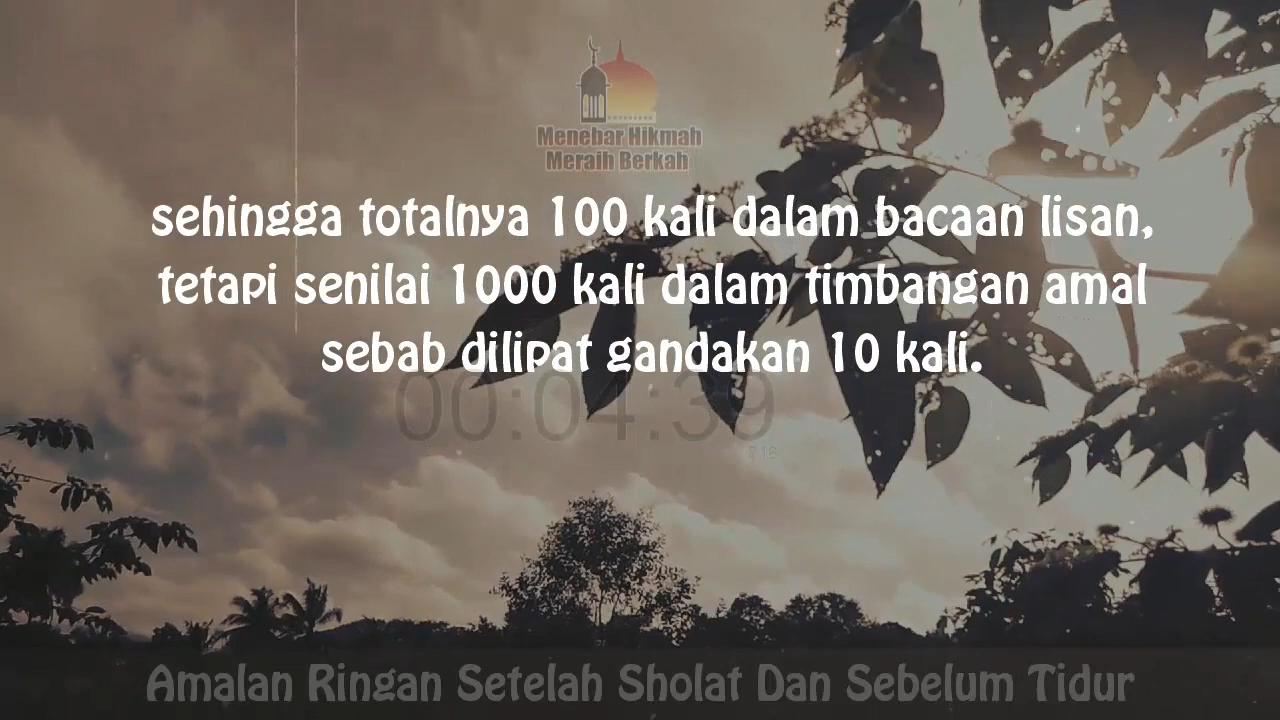 Menebar Hikmah
Meraih Berkah
sehingga totalnya 100 kali dalam bacaan lisan,
tetapi senilai 1000 kali dalam timbangan amal
sebab dilipat gandakan 10 kali.
00:04:39
Amalan Ringan Setelah Sholat Dan Sebelum Tidur